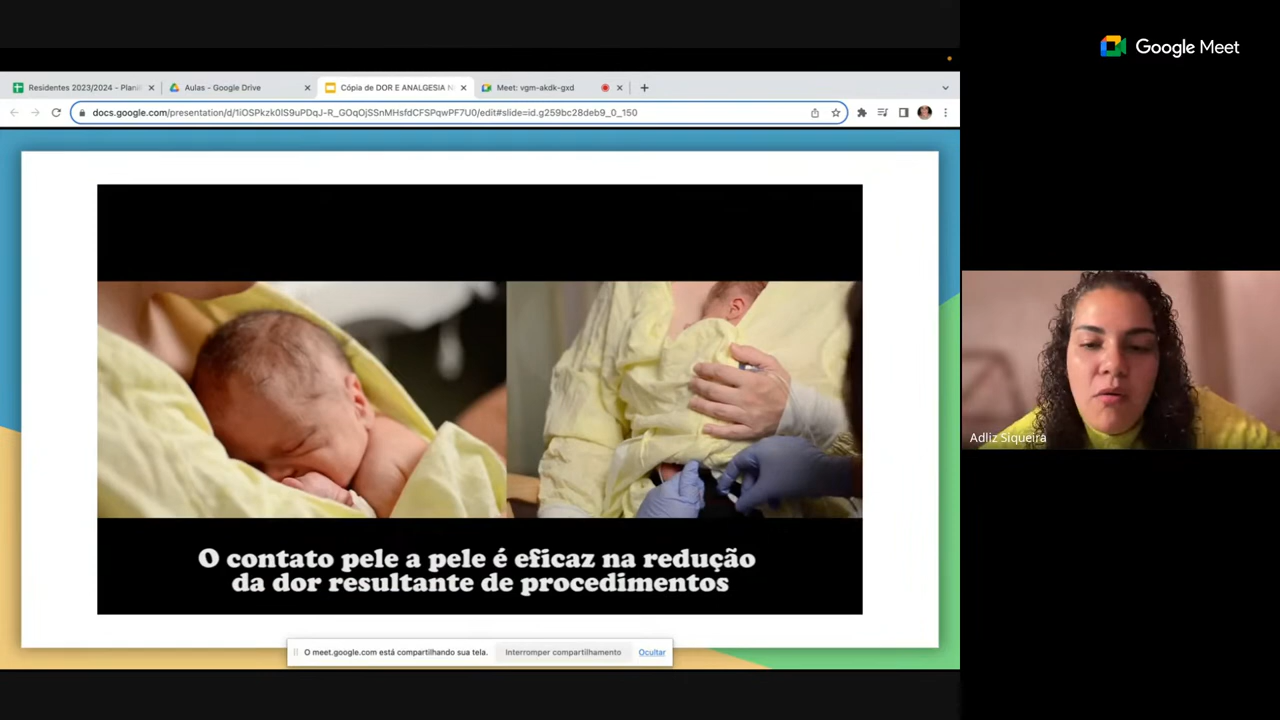 Google Meet
Residentes 2023/2024 - Planil
Aulas - Google Drive
Cópia de DOR E ANALGESIA N
Meet: vgm-akdk-gxd
docs.google.com/presentation/d/1iOSPkzk0lS9uPDqJ-R_GOqOjSSnMHsfdCFSPqwPF7U0/edit#slide=id.g259bc28deb9_0_150
Adliz Siqueira
O contato pele a pele é eficaz na redução
da dor resultante de procedimentos
O meet.google.com está compartilhando sua tela.
Interromper compartilhamento
Ocultar